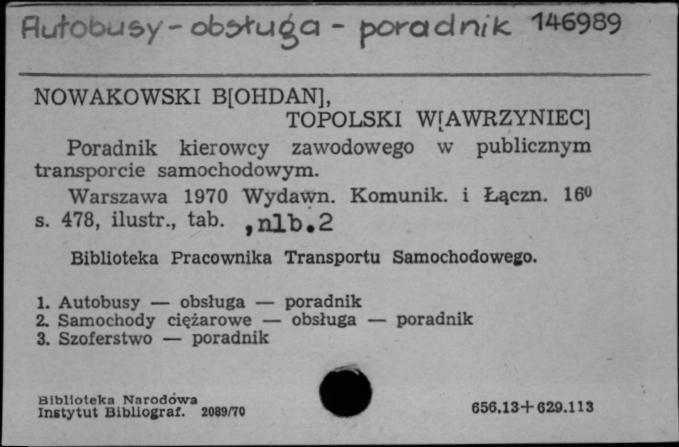 Autobusy - obsługa - poradnik 146989
NOWAKOWSKI B[OHDAN],
TOPOLSKI W[AWRZYNIEC]
Poradnik kierowcy zawodowego w publicznym
transporcie samochodowym.
Warszawa 1970 Wydawn. Komunik. i Łączn. 16⁰
s. 478, ilustr., tab. , nlb.2
Biblioteka Pracownika Transportu Samochodowego.
1. Autobusy — obsługa — poradnik
2. Samochody ciężarowe — obsługa — poradnik
3. Szoferstwo — poradnik
Biblioteka Narodowa
Instytut Bibliograf. 2089/70
656.13+629.113